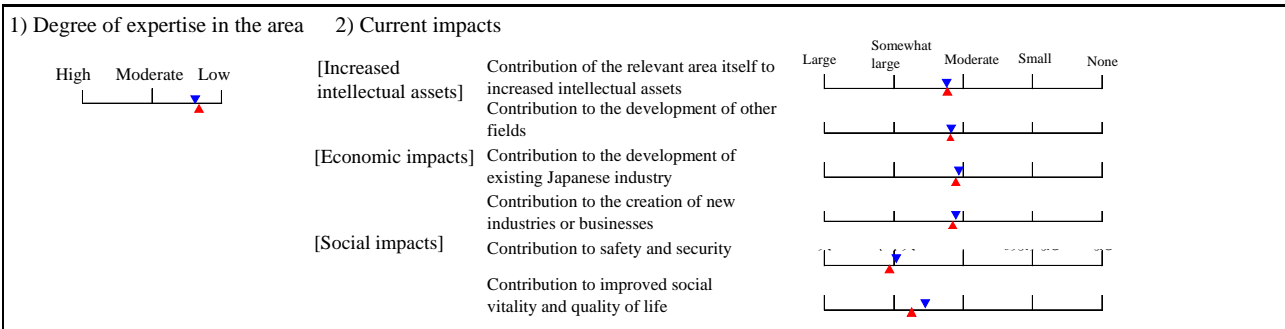 1) Degree of expertise in the area 2) Current impacts
High Moderate Low
Large Somewhat large Moderate Small None
[Increased intellectual assets]
Contribution of the relevant area itself to
increased intellectual assets
Contribution to the development of other
fields
[Economic impacts]
Contribution to the development of
existing Japanese industry
Contribution to the creation of new
industries or businesses
[Social impacts]
Contribution to safety and security
Contribution to improved social
vitality and quality of life